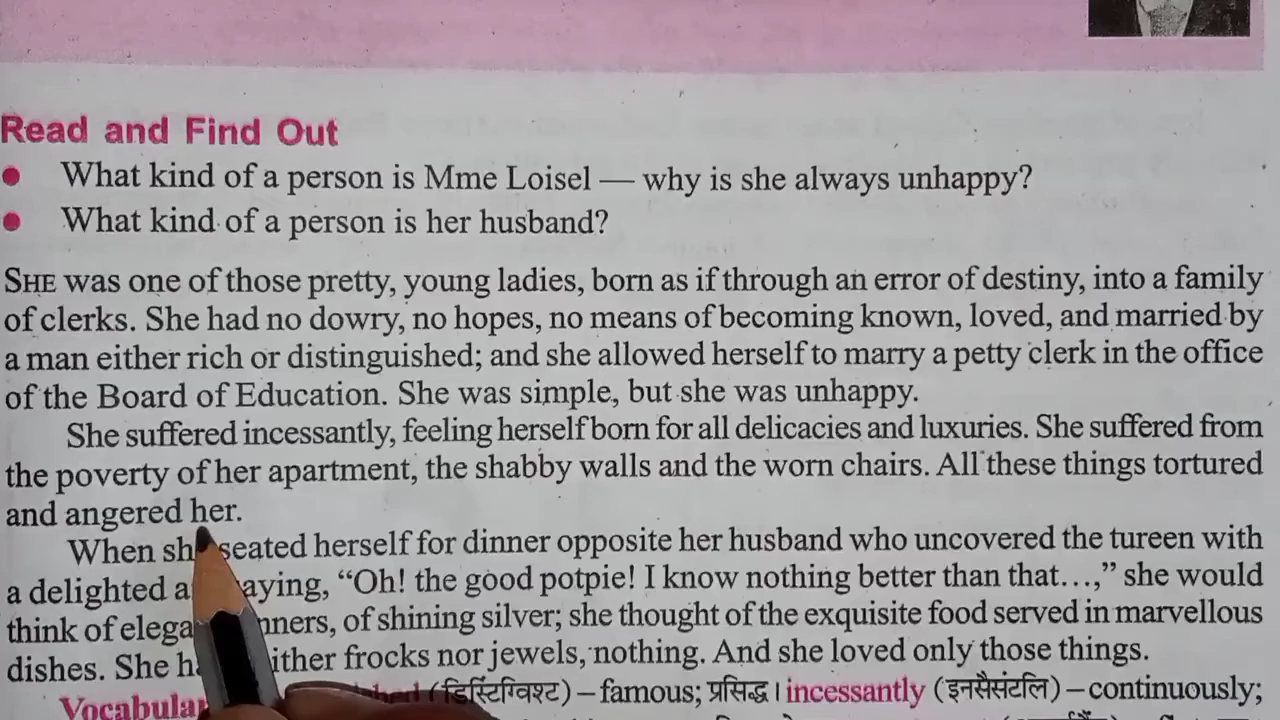 Read and Find Out
• What kind of a person is Mme Loisel — why is she always unhappy?
• What kind of a person is her husband?
SHE was one of those pretty, young ladies, born as if through an error of destiny, into a family
of clerks. She had no dowry, no hopes, no means of becoming known, loved, and married by
a man either rich or distinguished; and she allowed herself to marry a petty clerk in the office
of the Board of Education. She was simple, but she was unhappy.
She suffered incessantly, feeling herself born for all delicacies and luxuries. She suffered from
the poverty of her apartment, the shabby walls and the worn chairs. All these things tortured
and angered her.
When seated herself for dinner opposite her husband who uncovered the tureen with
a delighted “Oh! the good potpie! I know nothing better than that…,” she would
think of of shining silver; she thought of the exquisite food served in marvellous
dishes. She nor jewels, nothing. And she loved only those things.
(डिस्टिंग्विश्ट) – famous; प्रसिद्ध। incessantly (इनसैसंटलि) – continuously;